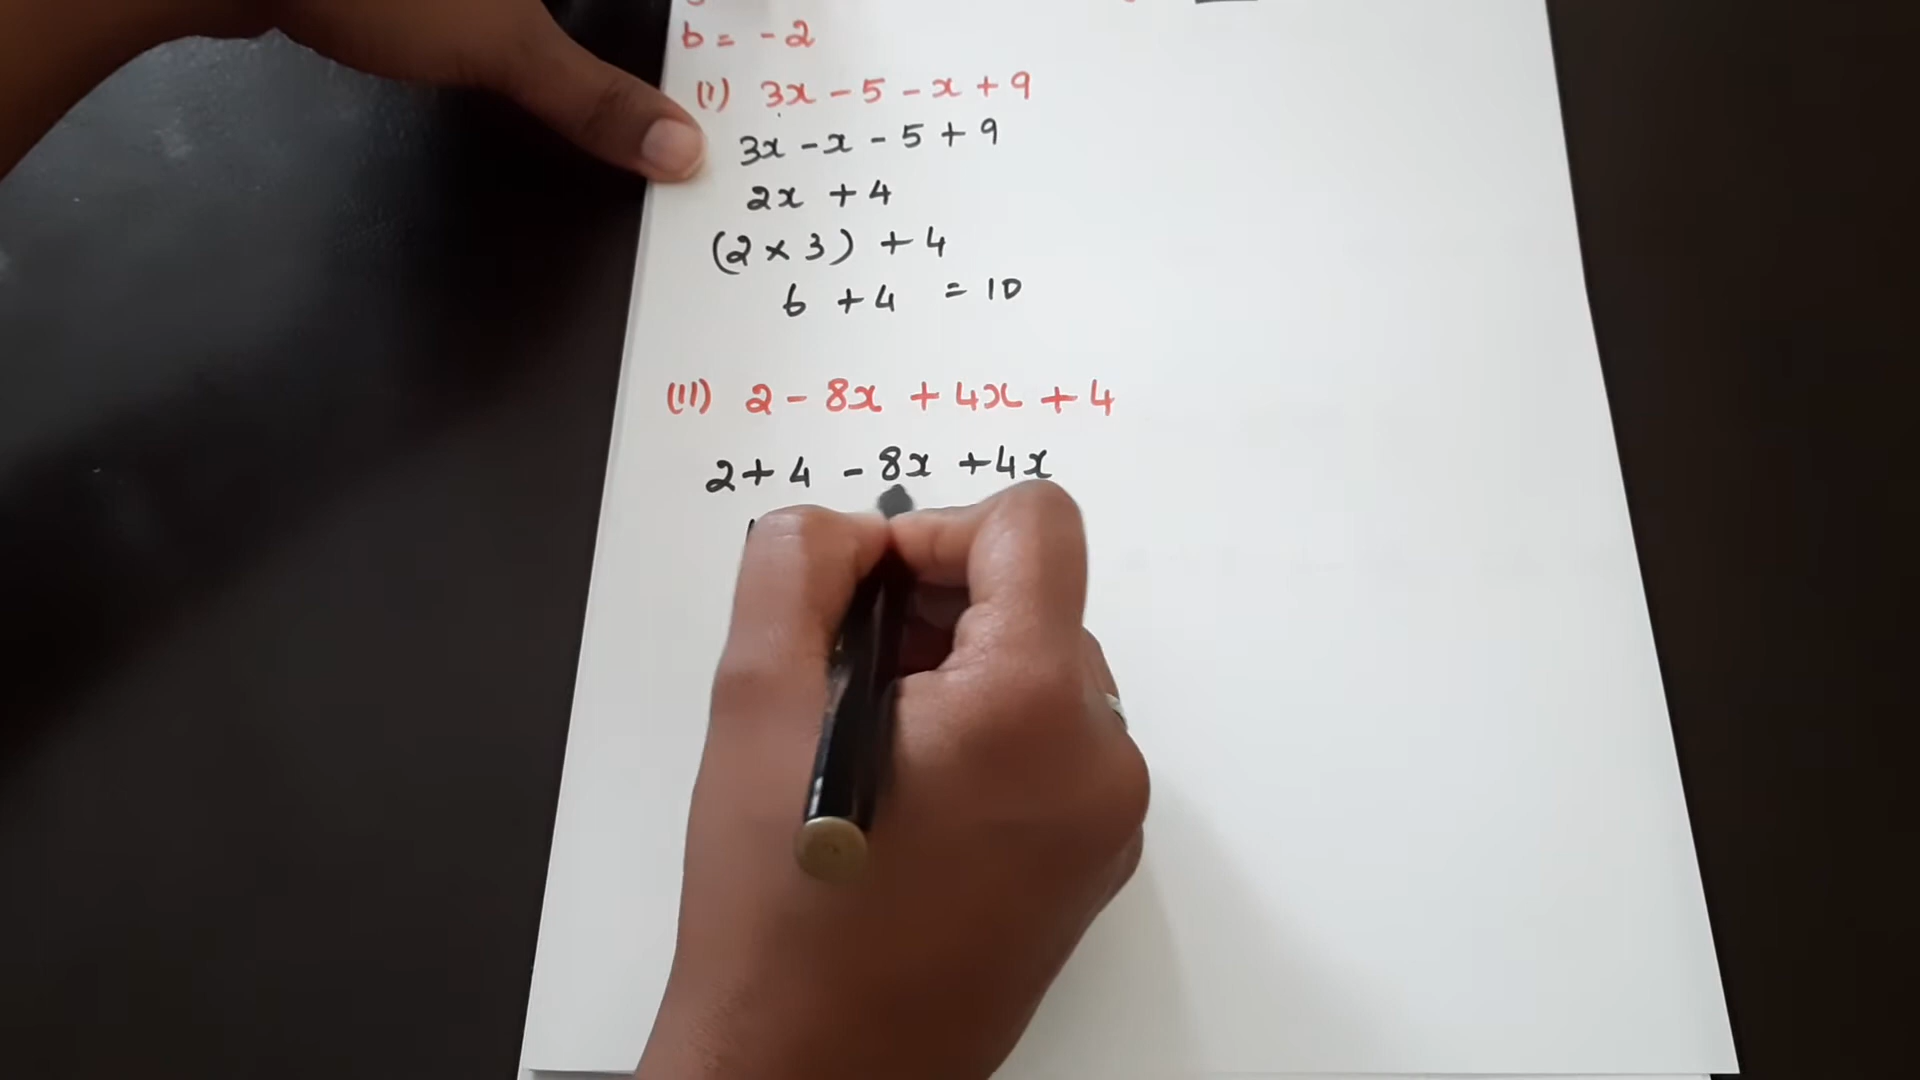 b = -2
(i) 3x - 5 - x + 9
3x - x - 5 + 9
2x + 4
(2 × 3) + 4
6 + 4 = 10
(ii) 2 - 8x + 4x + 4
2 + 4 - 8x + 4x